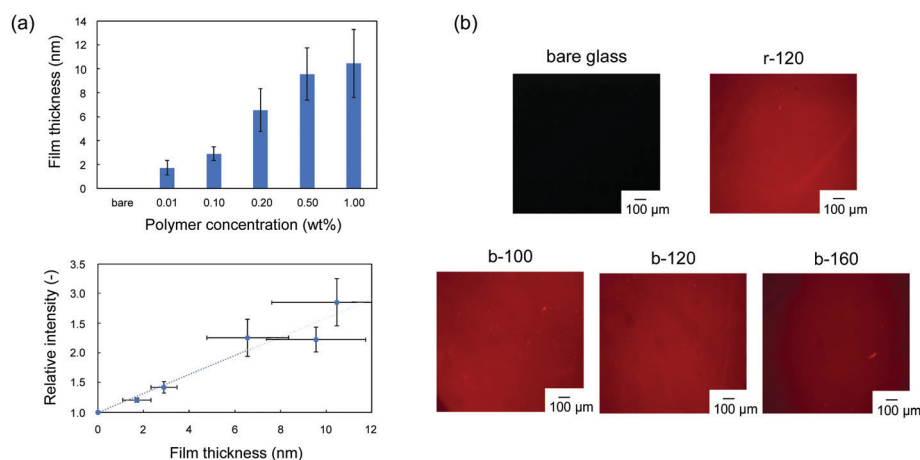 (a)
14
12
10
8
6
4
2
0
Film thickness (nm)
bare 0.01 0.10 0.20 0.50 1.00
Polymer concentration (wt%)
3.5
3.0
2.5
2.0
1.5
1.0
Relative intensity (-)
0 2 4 6 8 10 12
Film thickness (nm)
(b)
bare glass r-120
100 µm 100 µm
b-100 b-120 b-160
100 µm 100 µm 100 µm